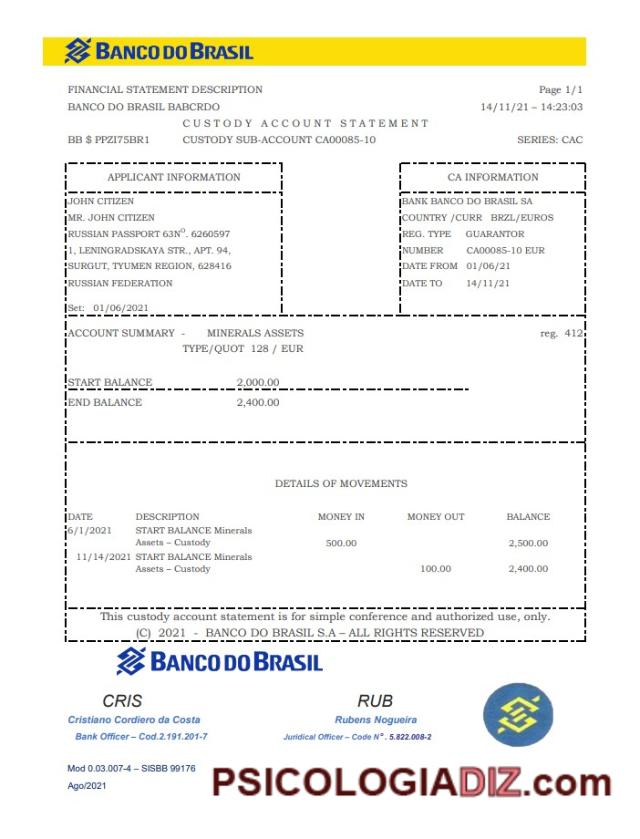 BANCO DO BRASIL
FINANCIAL STATEMENT DESCRIPTION Page 1/1
BANCO DO BRASIL BABCRDO 14/11/21 – 14:23:03
CUSTODY ACCOUNT STATEMENT
BB $ PPZI75BR1 CUSTODY SUB-ACCOUNT CA00085-10 SERIES: CAC
APPLICANT INFORMATION
JOHN CITIZEN
MR. JOHN CITIZEN
RUSSIAN PASSPORT 63Nº. 6260597
1, LENINGRADSKAYA STR., APT. 94,
SURGUT, TYUMEN REGION, 628416
RUSSIAN FEDERATION
Set: 01/06/2021
CA INFORMATION
BANK BANCO DO BRASIL SA
COUNTRY /CURR BRZL/EUROS
REG. TYPE GUARANTOR
NUMBER CA00085-10 EUR
DATE FROM 01/06/21
DATE TO 14/11/21
ACCOUNT SUMMARY - MINERALS ASSETS reg. 412
TYPE/QUOT 128 / EUR
START BALANCE 2,000.00
END BALANCE 2,400.00
DETAILS OF MOVEMENTS
DATE DESCRIPTION MONEY IN MONEY OUT BALANCE
6/1/2021 START BALANCE Minerals
Assets – Custody 500.00 2,500.00
11/14/2021 START BALANCE Minerals
Assets – Custody 100.00 2,400.00
This custody account statement is for simple conference and authorized use, only.
(C) 2021 - BANCO DO BRASIL S.A – ALL RIGHTS RESERVED
BANCO DO BRASIL
CRIS RUB
Cristiano Cordiero da Costa Rubens Nogueira
Bank Officer – Cod.2.191.201-7 Juridical Officer – Code Nº. 5.822.008-2
Mod 0.03.007-4 – SISBB 99176
Ago/2021
PSICOLOGIADIZ.com